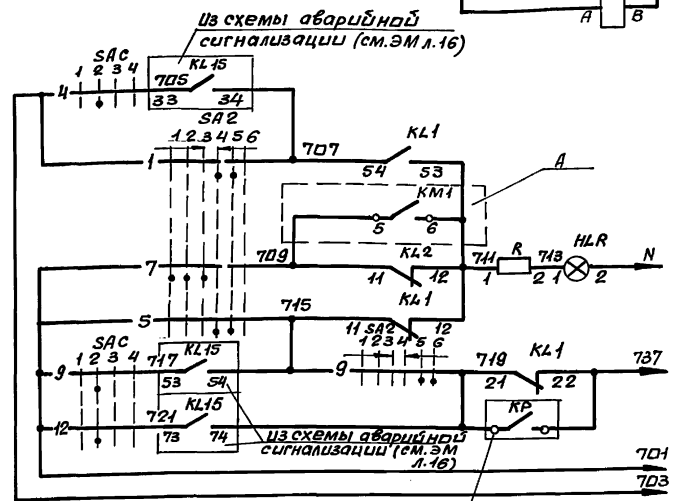 A B
Из схемы аварийной
сигнализации (см.ЭМ л.16)
SAC
1 2 3 4
KL15
4 705
33 34
SA2
1 2 3 4 5 6
707
KL1
1
54 53
A
KM1
5 6
7 709
KL2
11 12
711 R 713 HLR N
1 2 1 2
KL1
5 715
11 SA2 12
SAC
1 2 3 4
1 2 3 4 5 6
9 717 KL15
53 54
9 719 KL1 737
21 22
12 721 KL15
73 74
KP
из схемы аварийной
сигнализации (см.ЭМ
л.16)
701
703